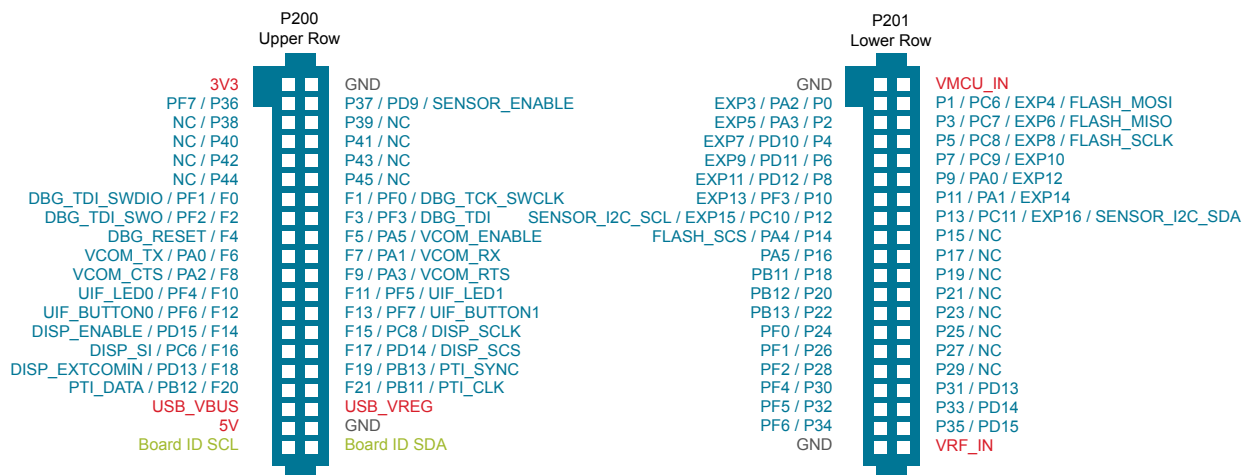 P200
Upper Row
3V3
GND
PF7 / P36
P37 / PD9 / SENSOR_ENABLE
NC / P38
P39 / NC
NC / P40
P41 / NC
NC / P42
P43 / NC
NC / P44
P45 / NC
DBG_TDI_SWDIO / PF1 / F0
F1 / PF0 / DBG_TCK_SWCLK
DBG_TDI_SWO / PF2 / F2
F3 / PF3 / DBG_TDI
DBG_RESET / F4
F5 / PA5 / VCOM_ENABLE
VCOM_TX / PA0 / F6
F7 / PA1 / VCOM_RX
VCOM_CTS / PA2 / F8
F9 / PA3 / VCOM_RTS
UIF_LED0 / PF4 / F10
F11 / PF5 / UIF_LED1
UIF_BUTTON0 / PF6 / F12
F13 / PF7 / UIF_BUTTON1
DISP_ENABLE / PD15 / F14
F15 / PC8 / DISP_SCLK
DISP_SI / PC6 / F16
F17 / PD14 / DISP_SCS
DISP_EXTCOMIN / PD13 / F18
F19 / PB13 / PTI_SYNC
PTI_DATA / PB12 / F20
F21 / PB11 / PTI_CLK
USB_VBUS
USB_VREG
5V
GND
Board ID SCL
Board ID SDA
P201
Lower Row
GND
VMCU_IN
EXP3 / PA2 / P0
P1 / PC6 / EXP4 / FLASH_MOSI
EXP5 / PA3 / P2
P3 / PC7 / EXP6 / FLASH_MISO
EXP7 / PD10 / P4
P5 / PC8 / EXP8 / FLASH_SCLK
EXP9 / PD11 / P6
P7 / PC9 / EXP10
EXP11 / PD12 / P8
P9 / PA0 / EXP12
EXP13 / PF3 / P10
P11 / PA1 / EXP14
SENSOR_I2C_SCL / EXP15 / PC10 / P12
P13 / PC11 / EXP16 / SENSOR_I2C_SDA
FLASH_SCS / PA4 / P14
P15 / NC
PA5 / P16
P17 / NC
PB11 / P18
P19 / NC
PB12 / P20
P21 / NC
PB13 / P22
P23 / NC
PF0 / P24
P25 / NC
PF1 / P26
P27 / NC
PF2 / P28
P29 / NC
PF4 / P30
P31 / PD13
PF5 / P32
P33 / PD14
PF6 / P34
P35 / PD15
GND
VRF_IN